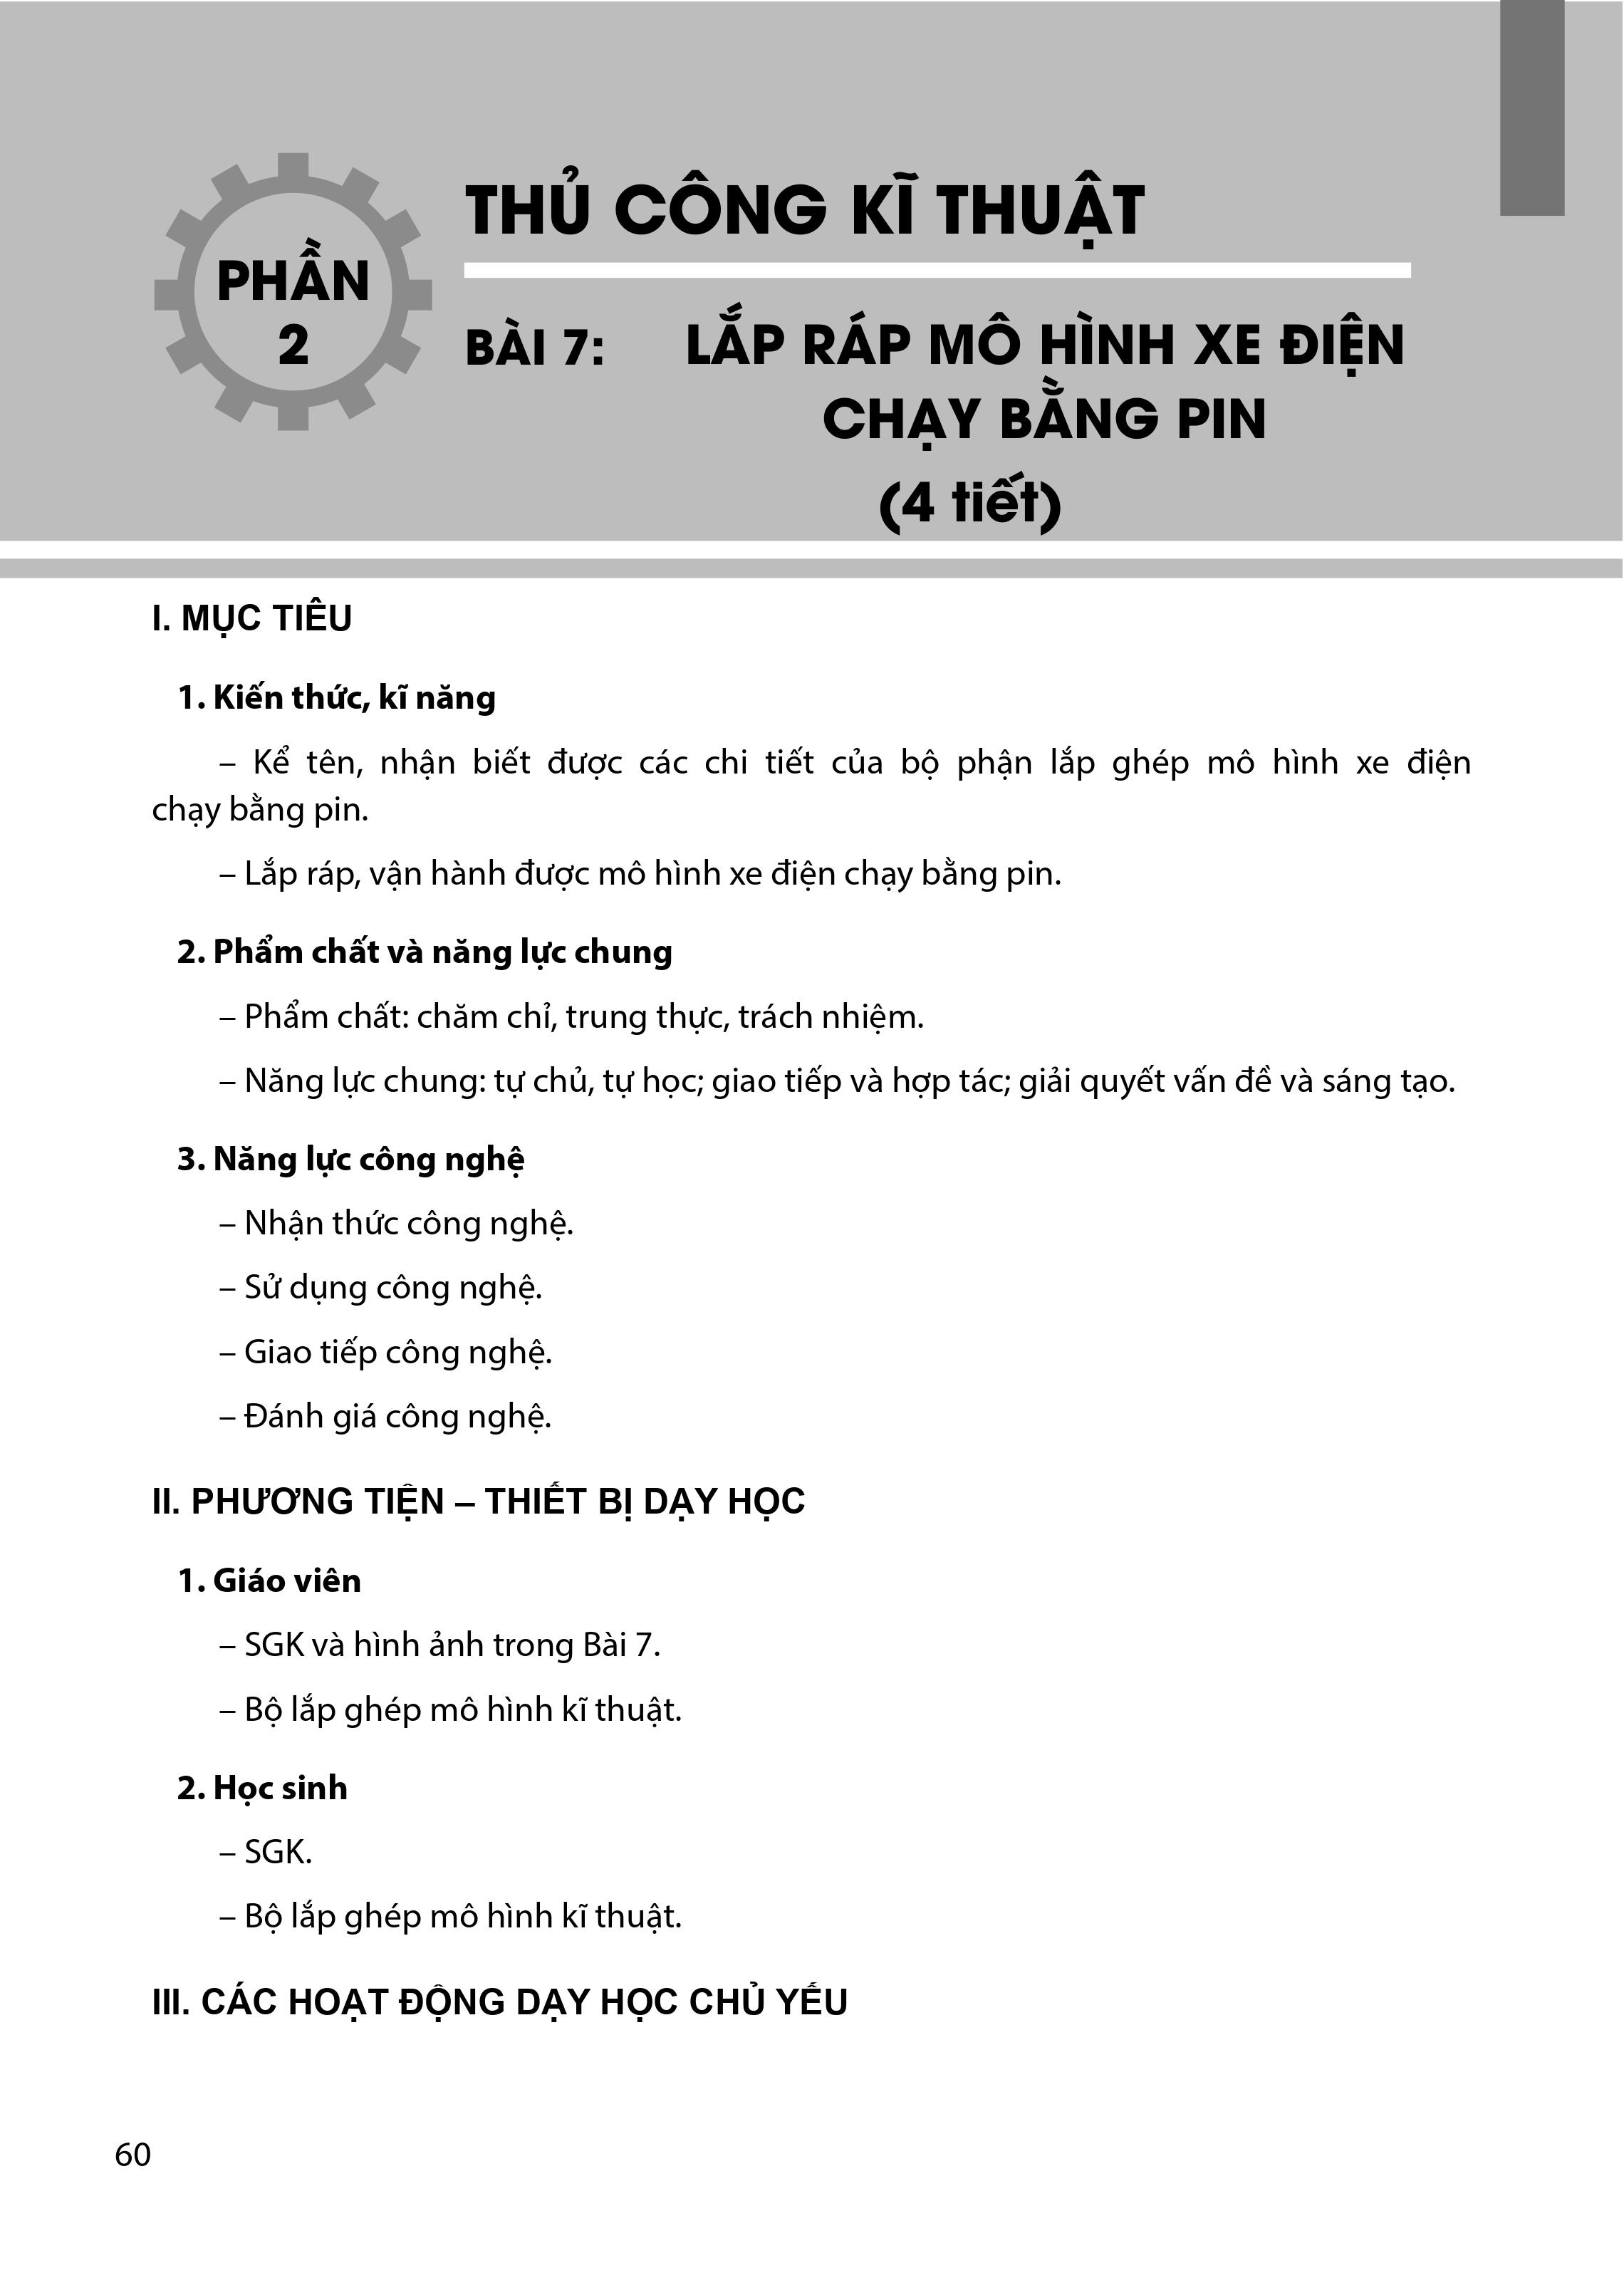 PHẦN
2
THỦ CÔNG KĨ THUẬT
BÀI 7: LẮP RÁP MÔ HÌNH XE ĐIỆN
CHẠY BẰNG PIN
(4 tiết)
I. MỤC TIÊU
1. Kiến thức, kĩ năng
– Kể tên, nhận biết được các chi tiết của bộ phận lắp ghép mô hình xe điện
chạy bằng pin.
– Lắp ráp, vận hành được mô hình xe điện chạy bằng pin.
2. Phẩm chất và năng lực chung
– Phẩm chất: chăm chỉ, trung thực, trách nhiệm.
– Năng lực chung: tự chủ, tự học; giao tiếp và hợp tác; giải quyết vấn đề và sáng tạo.
3. Năng lực công nghệ
– Nhận thức công nghệ.
– Sử dụng công nghệ.
– Giao tiếp công nghệ.
– Đánh giá công nghệ.
II. PHƯƠNG TIỆN – THIẾT BỊ DẠY HỌC
1. Giáo viên
– SGK và hình ảnh trong Bài 7.
– Bộ lắp ghép mô hình kĩ thuật.
2. Học sinh
– SGK.
– Bộ lắp ghép mô hình kĩ thuật.
III. CÁC HOẠT ĐỘNG DẠY HỌC CHỦ YẾU
60